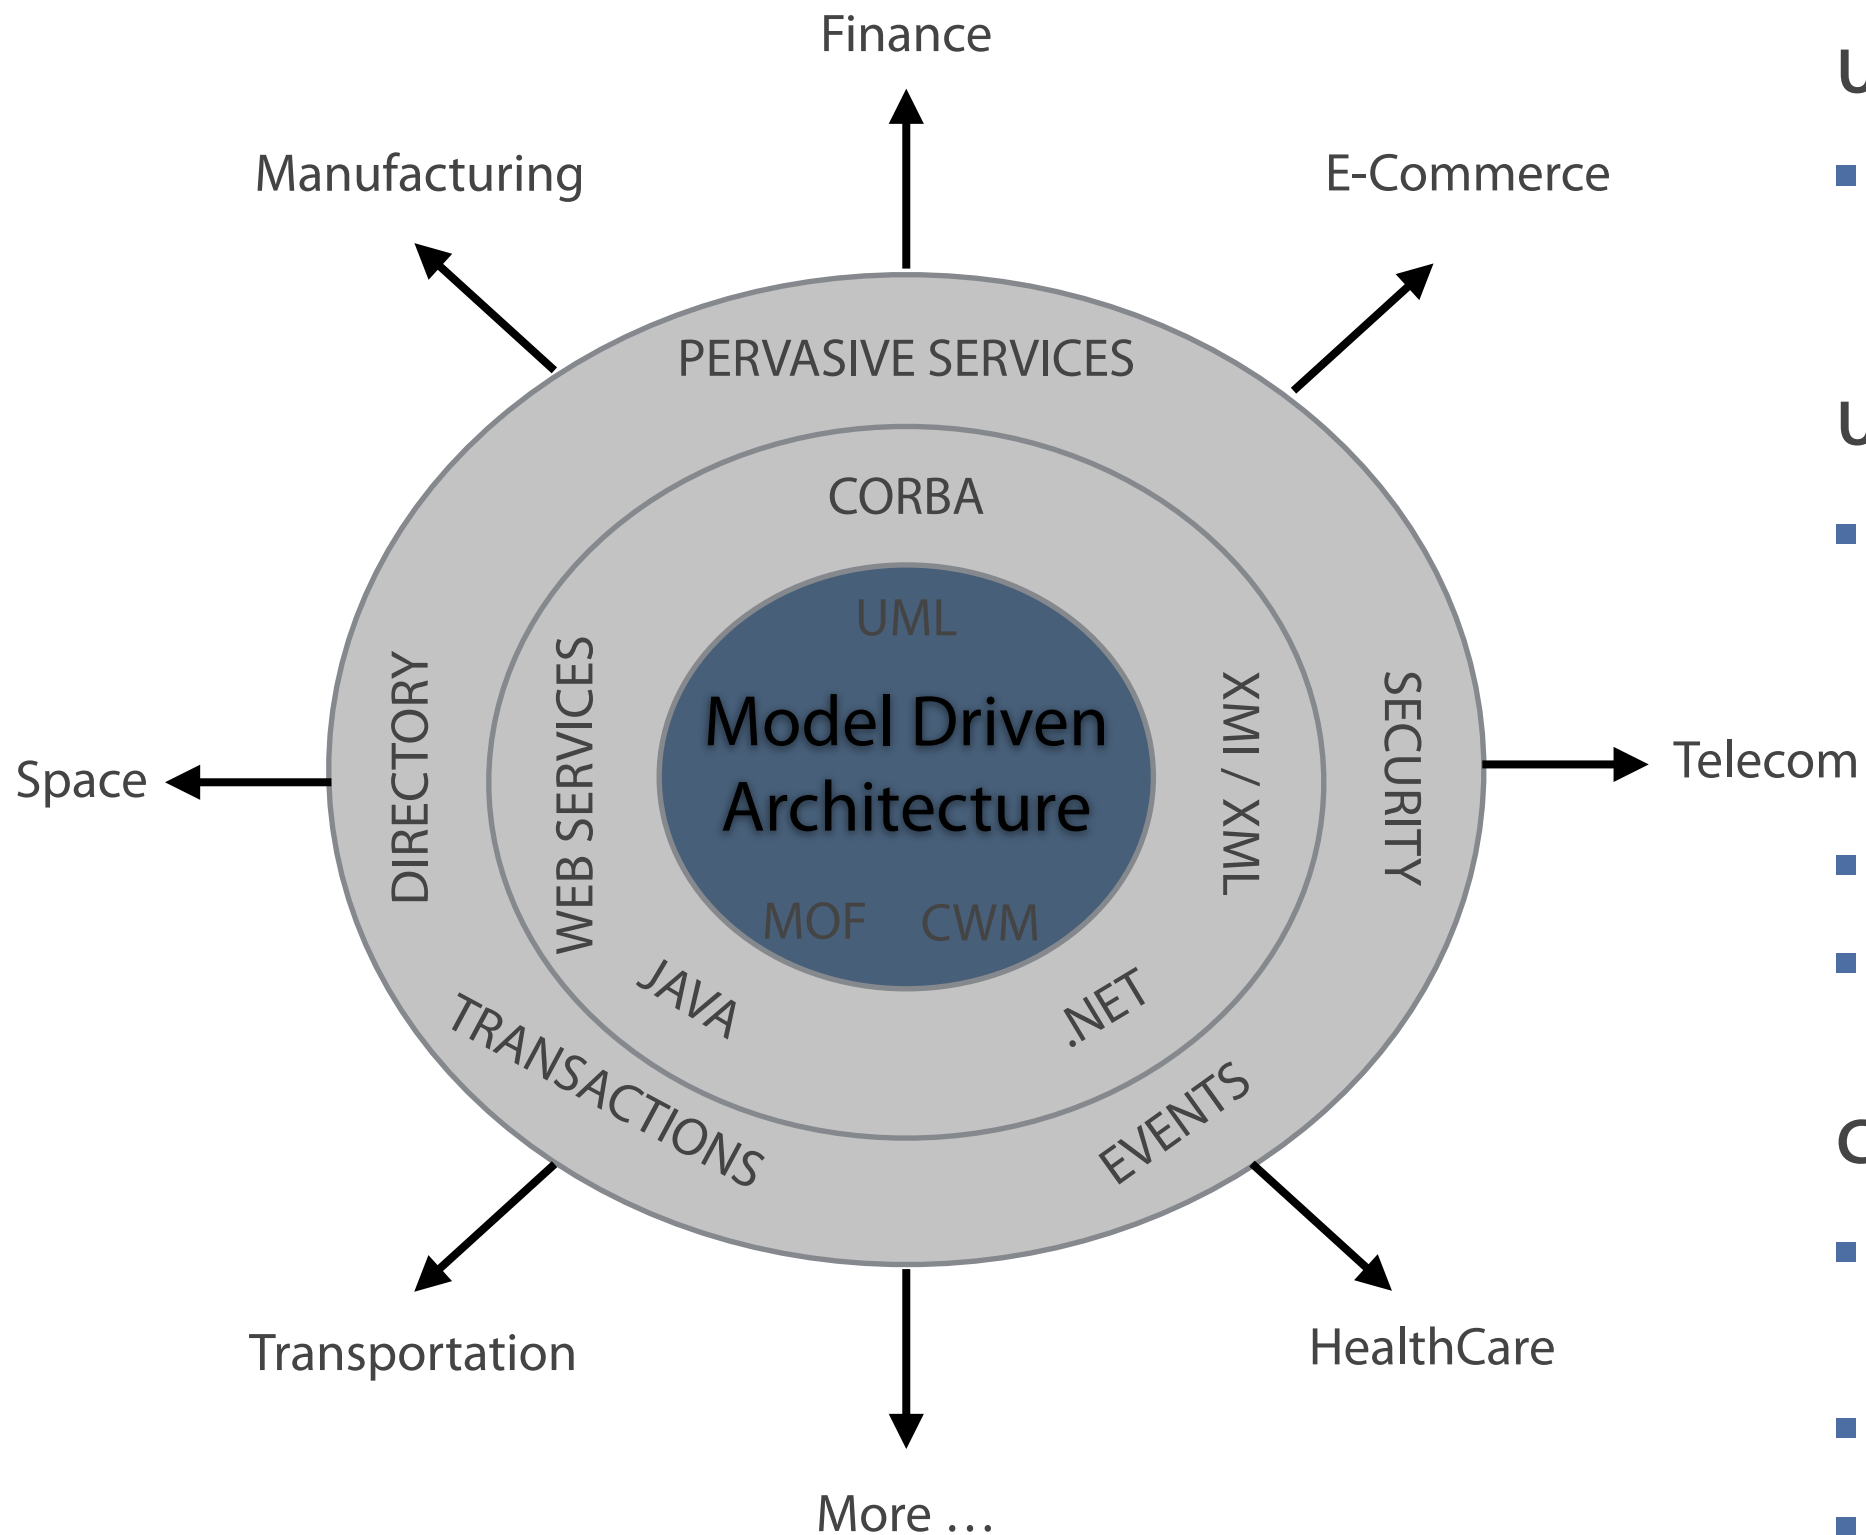 Finance
Manufacturing
E-Commerce
PERVASIVE SERVICES
CORBA
UML
Model Driven
Architecture
MOF CWM
DIRECTORY
WEB SERVICES
XMI / XML
SECURITY
JAVA
.NET
TRANSACTIONS
EVENTS
Space
Telecom
Transportation
HealthCare
More …